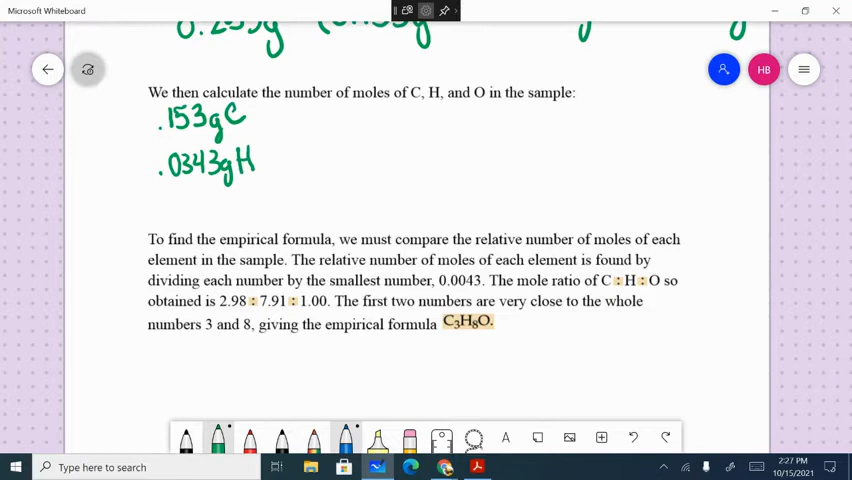 Microsoft Whiteboard
HB
We then calculate the number of moles of C, H, and O in the sample:
.153gC
.0343gH
To find the empirical formula, we must compare the relative number of moles of each
element in the sample. The relative number of moles of each element is found by
dividing each number by the smallest number, 0.0043. The mole ratio of C : H : O so
obtained is 2.98 : 7.91 : 1.00. The first two numbers are very close to the whole
numbers 3 and 8, giving the empirical formula C₃H₈O.
A
Type here to search
2:27 PM
10/15/2021